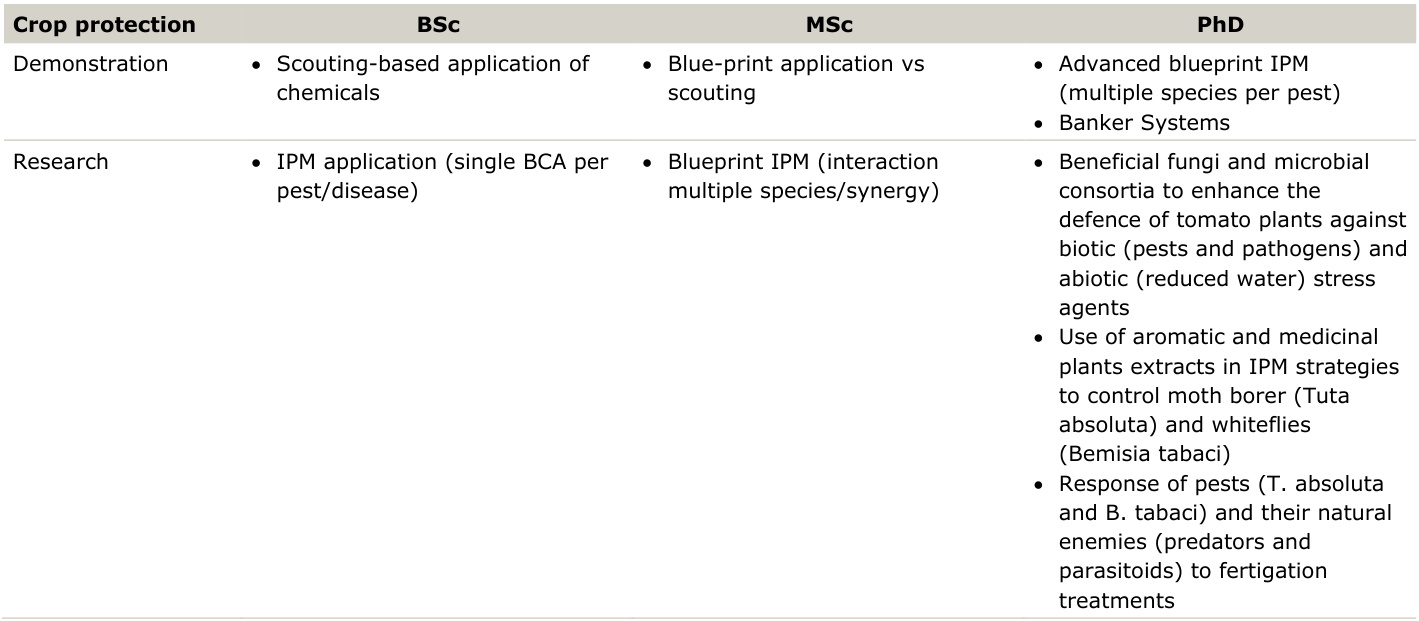 Crop protection BSc MSc PhD
Demonstration
• Scouting-based application of
chemicals
• Blue-print application vs
scouting
• Advanced blueprint IPM
(multiple species per pest)
• Banker Systems
Research
• IPM application (single BCA per
pest/disease)
• Blueprint IPM (interaction
multiple species/synergy)
• Beneficial fungi and microbial
consortia to enhance the
defence of tomato plants against
biotic (pests and pathogens) and
abiotic (reduced water) stress
agents
• Use of aromatic and medicinal
plants extracts in IPM strategies
to control moth borer (Tuta
absoluta) and whiteflies
(Bemisia tabaci)
• Response of pests (T. absoluta
and B. tabaci) and their natural
enemies (predators and
parasitoids) to fertigation
treatments